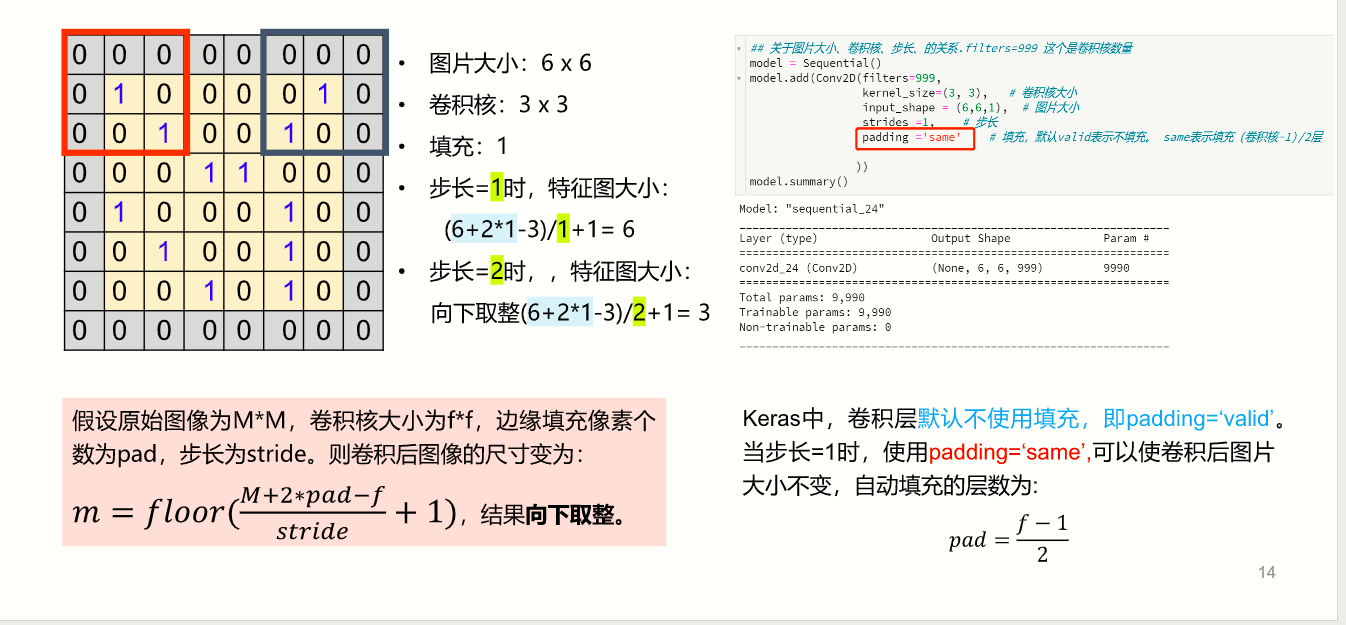 0 0 0 0 0 0 0 0
0 1 0 0 0 0 1 0
0 0 1 0 0 1 0 0
0 0 0 1 1 0 0 0
0 1 0 0 0 1 0 0
0 0 1 0 0 1 0 0
0 0 0 1 0 1 0 0
0 0 0 0 0 0 0 0
• 图片大小：6 x 6
• 卷积核：3 x 3
• 填充：1
• 步长=1时，特征图大小：
(6+2*1-3)/1+1= 6
• 步长=2时，，特征图大小：
向下取整(6+2*1-3)/2+1= 3
## 关于图片大小、卷积核、步长、的关系.filters=999 这个是卷积核数量
model = Sequential()
model.add(Conv2D(filters=999,
kernel_size=(3, 3), # 卷积核大小
input_shape = (6,6,1), # 图片大小
strides =1, # 步长
padding ='same' # 填充，默认valid表示不填充。 same表示填充（卷积核-1)/2层
))
model.summary()
Model: "sequential_24"
Layer (type) Output Shape Param #
conv2d_24 (Conv2D) (None, 6, 6, 999) 9990
Total params: 9,990
Trainable params: 9,990
Non-trainable params: 0
假设原始图像为M*M，卷积核大小为f*f，边缘填充像素个
数为pad，步长为stride。则卷积后图像的尺寸变为：
m = floor((M+2*pad−f)/stride + 1)，结果向下取整。
Keras中，卷积层默认不使用填充，即padding=‘valid’。
当步长=1时，使用padding=‘same’,可以使卷积后图片
大小不变，自动填充的层数为:
pad = (f − 1)/2
14